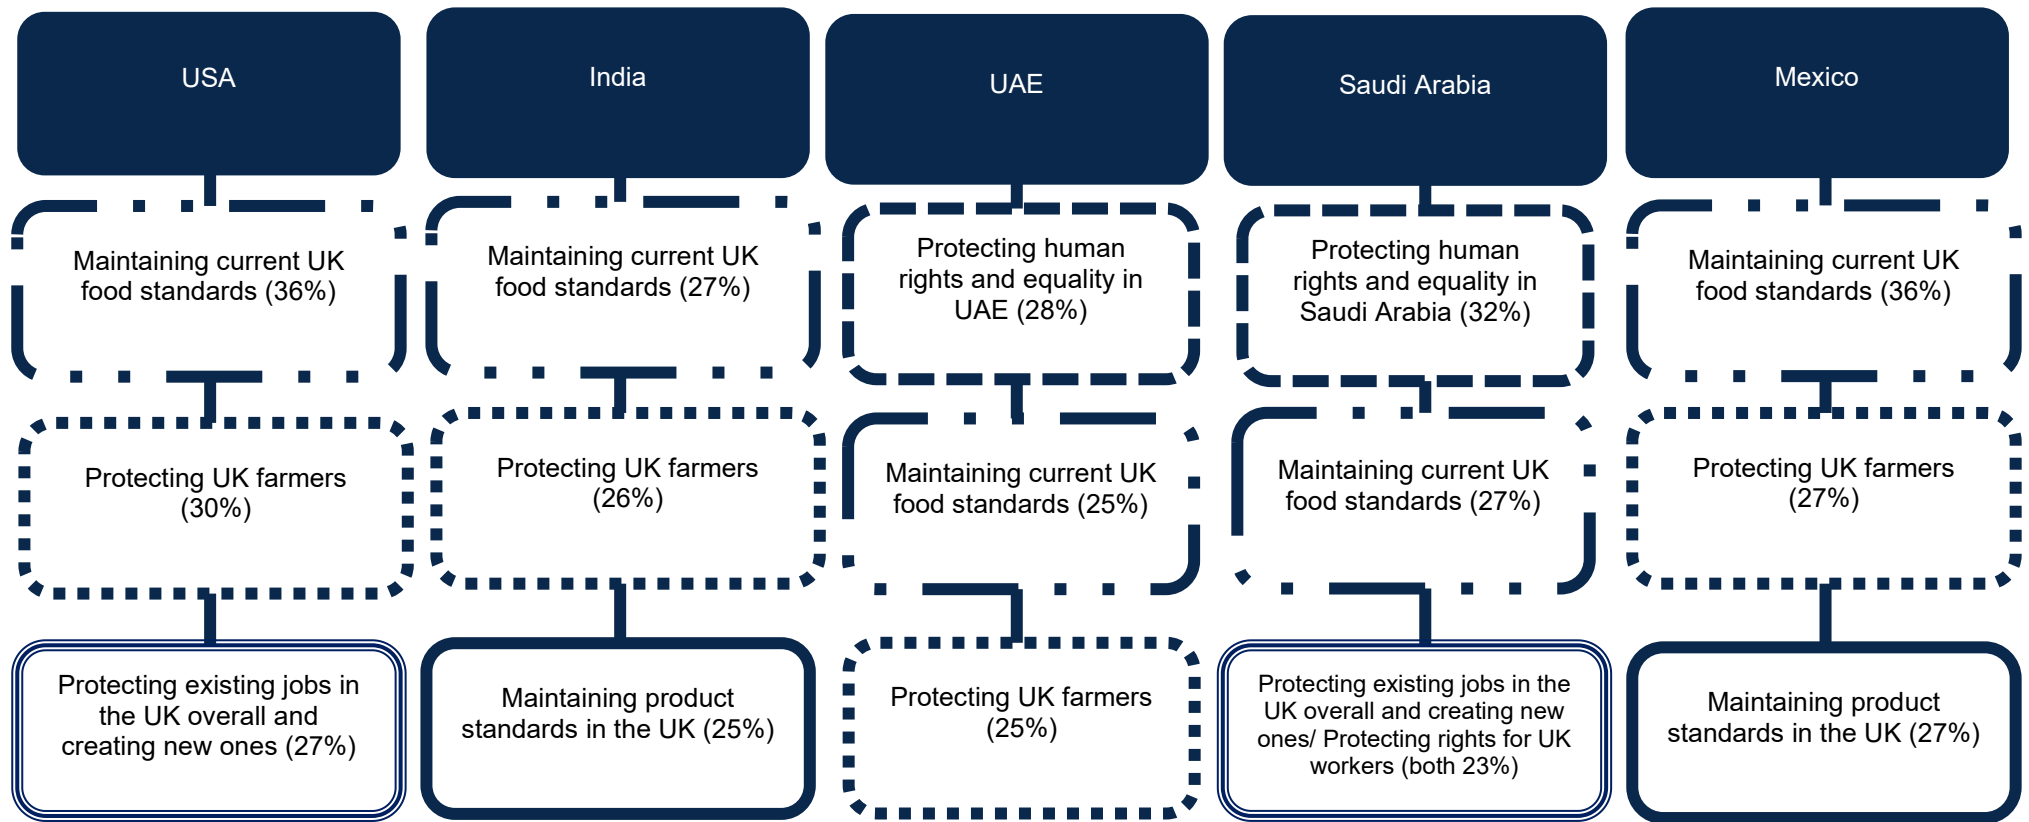 USA
India
UAE
Saudi Arabia
Mexico
Maintaining current UK
food standards (36%)
Maintaining current UK
food standards (27%)
Protecting human
rights and equality in
UAE (28%)
Protecting human
rights and equality in
Saudi Arabia (32%)
Maintaining current UK
food standards (36%)
Protecting UK farmers
(30%)
Protecting UK farmers
(26%)
Maintaining current UK
food standards (25%)
Maintaining current UK
food standards (27%)
Protecting UK farmers
(27%)
Protecting existing jobs in
the UK overall and
creating new ones (27%)
Maintaining product
standards in the UK (25%)
Protecting UK farmers
(25%)
Protecting existing jobs in the
UK overall and creating new
ones/ Protecting rights for UK
workers (both 23%)
Maintaining product
standards in the UK (27%)